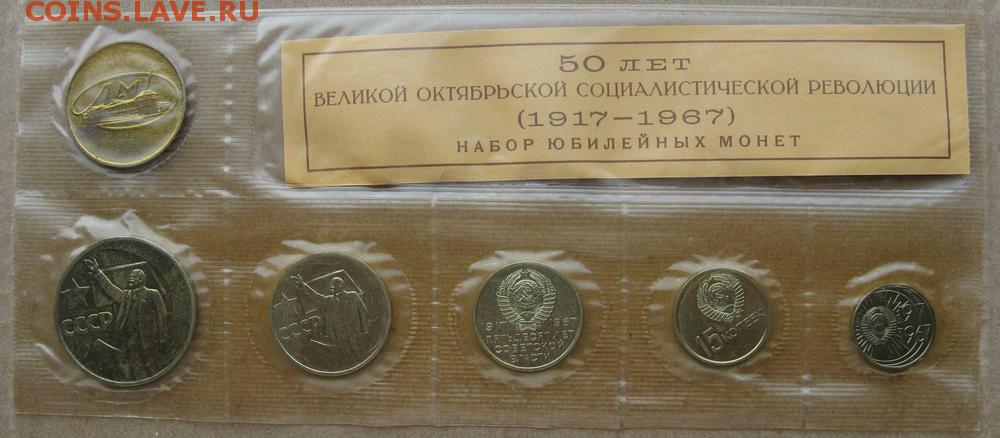 COINS.LAVE.RU
50 ЛЕТ
ВЕЛИКОЙ ОКТЯБРЬСКОЙ СОЦИАЛИСТИЧЕСКОЙ РЕВОЛЮЦИИ
(1917–1967)
НАБОР ЮБИЛЕЙНЫХ МОНЕТ
ЛМД
СССР
СССР
1917 1967
ПЯТЬДЕСЯТ ЛЕТ
СОВЕТСКОЙ
ВЛАСТИ
15 КОПЕЕК
1967